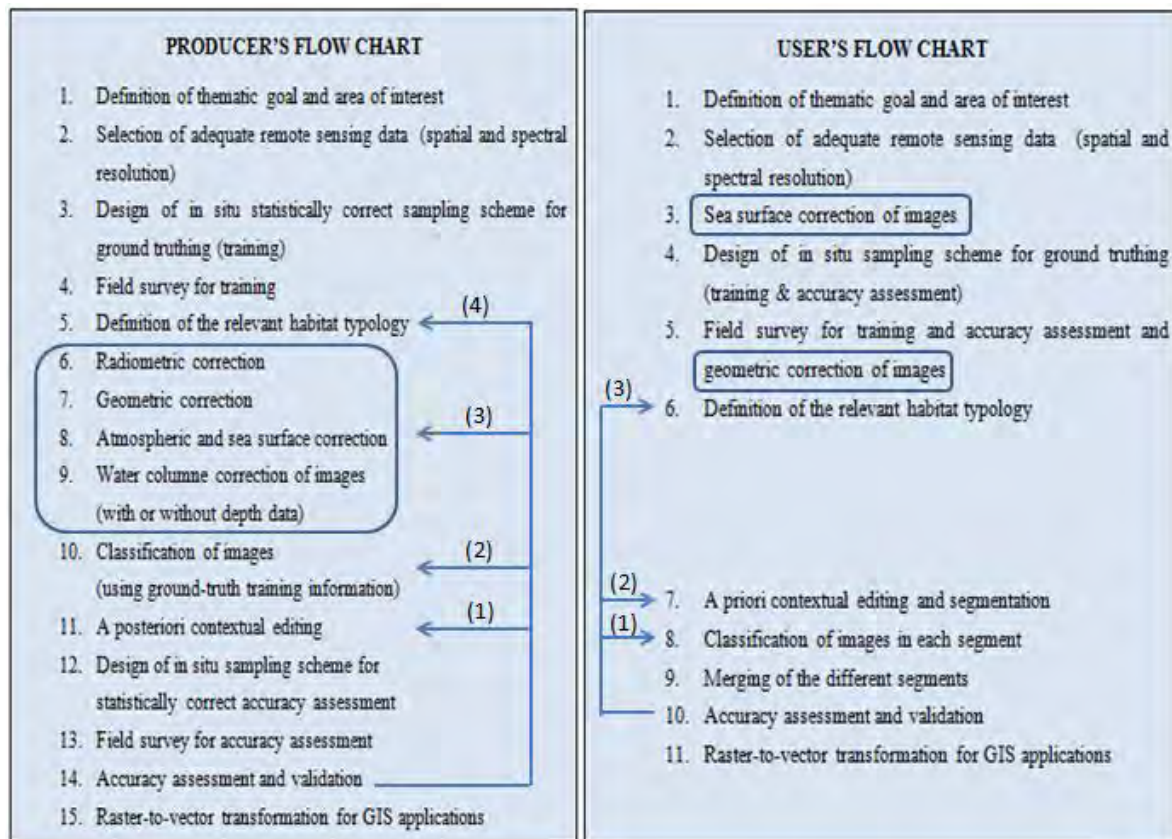 PRODUCER'S FLOW CHART
1. Definition of thematic goal and area of interest
2. Selection of adequate remote sensing data (spatial and spectral
resolution)
3. Design of in situ statistically correct sampling scheme for
ground truthing (training)
4. Field survey for training
5. Definition of the relevant habitat typology
(4)
6. Radiometric correction
7. Geometric correction
8. Atmospheric and sea surface correction
(3)
9. Water columne correction of images
(with or without depth data)
10. Classification of images
(2)
(using ground-truth training information)
11. A posteriori contextual editing
(1)
12. Design of in situ sampling scheme for
statistically correct accuracy assessment
13. Field survey for accuracy assessment
14. Accuracy assessment and validation
15. Raster-to-vector transformation for GIS applications
USER'S FLOW CHART
1. Definition of thematic goal and area of interest
2. Selection of adequate remote sensing data (spatial and
spectral resolution)
3. Sea surface correction of images
4. Design of in situ sampling scheme for ground truthing
(training & accuracy assessment)
5. Field survey for training and accuracy assessment and
geometric correction of images
(3)
6. Definition of the relevant habitat typology
(2)
7. A priori contextual editing and segmentation
(1)
8. Classification of images in each segment
9. Merging of the different segments
10. Accuracy assessment and validation
11. Raster-to-vector transformation for GIS applications